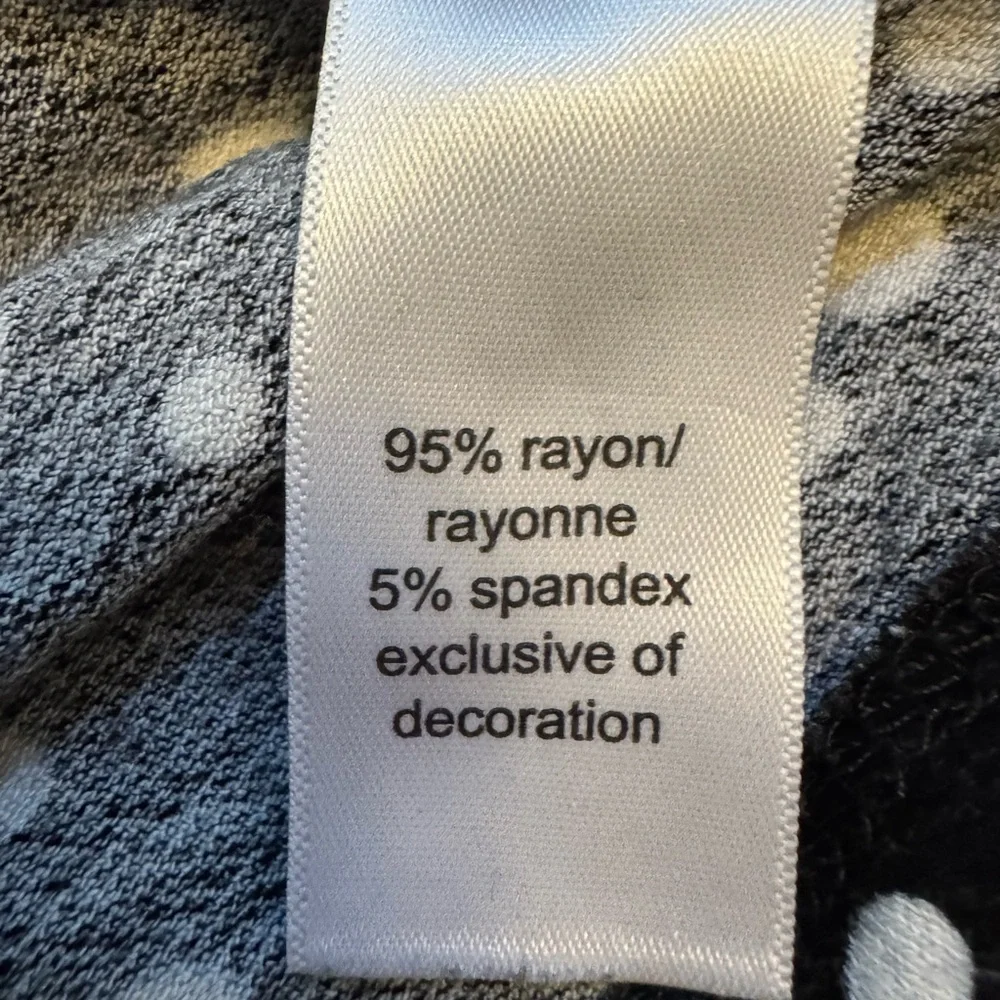 95% rayon/
rayonne
5% spandex
exclusive of
decoration